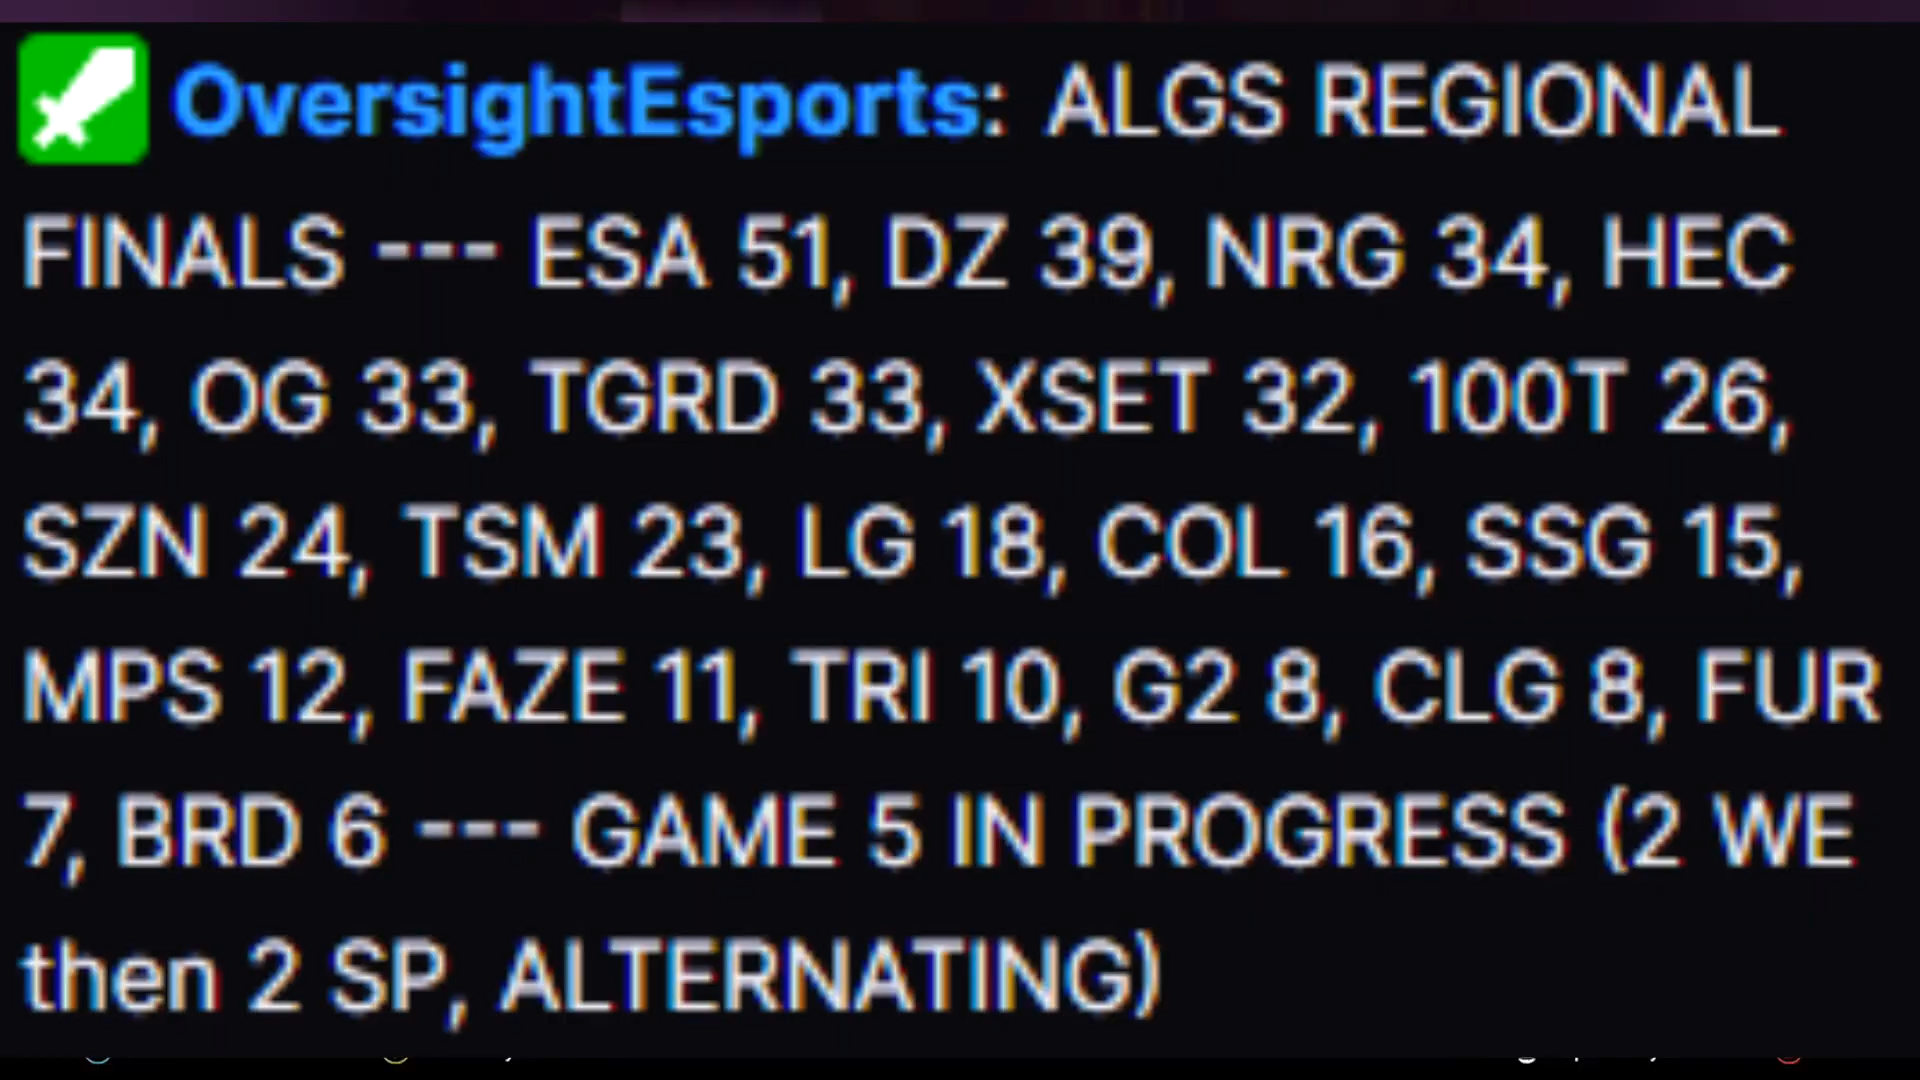 OversightEsports: ALGS REGIONAL
FINALS --- ESA 51, DZ 39, NRG 34, HEC
34, OG 33, TGRD 33, XSET 32, 100T 26,
SZN 24, TSM 23, LG 18, COL 16, SSG 15,
MPS 12, FAZE 11, TRI 10, G2 8, CLG 8, FUR
7, BRD 6 --- GAME 5 IN PROGRESS (2 WE
then 2 SP, ALTERNATING)